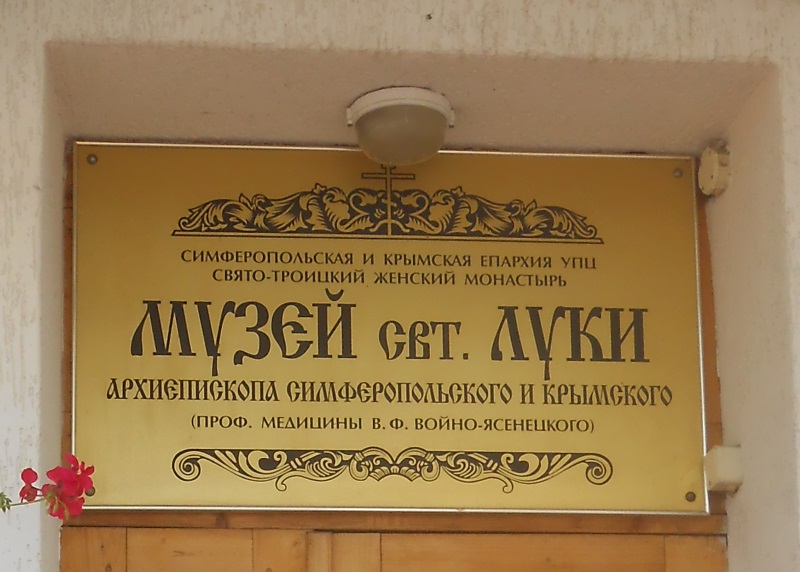 СИМФЕРОПОЛЬСКАЯ И КРЫМСКАЯ ЕПАРХИЯ УПЦ
СВЯТО-ТРОИЦКИЙ ЖЕНСКИЙ МОНАСТЫРЬ
МУЗЕЙ СВТ. ЛУКИ
АРХИЕПИСКОПА СИМФЕРОПОЛЬСКОГО И КРЫМСКОГО
(ПРОФ. МЕДИЦИНЫ В. Ф. ВОЙНО-ЯСЕНЕЦКОГО)